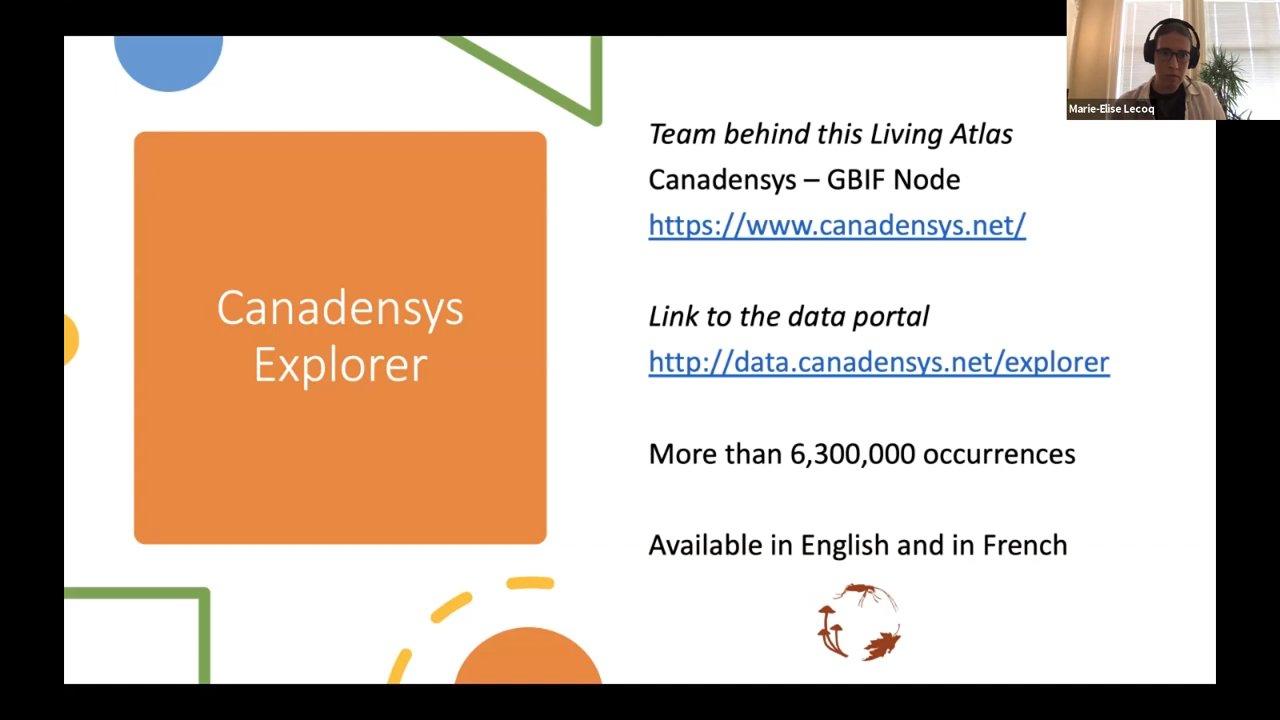 Marie-Elise Lecoq
Canadensys
Explorer
Team behind this Living Atlas
Canadensys – GBIF Node
https://www.canadensys.net/
Link to the data portal
http://data.canadensys.net/explorer
More than 6,300,000 occurrences
Available in English and in French